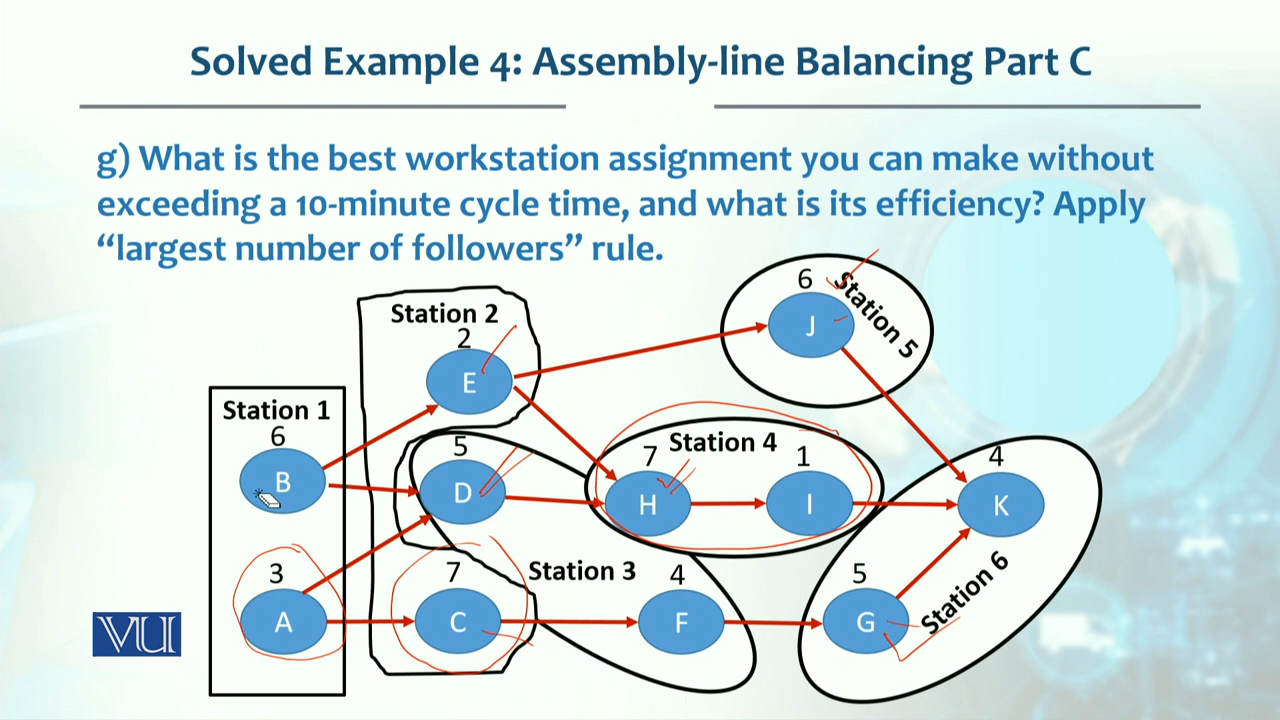 Solved Example 4: Assembly-line Balancing Part C
g) What is the best workstation assignment you can make without
exceeding a 10-minute cycle time, and what is its efficiency? Apply
“largest number of followers” rule.
Station 2
2
E
6
J
Station 5
Station 1
6
B
5
D
7
H
Station 4
1
I
4
K
3
A
7
C
Station 3
4
F
5
G
Station 6
VU